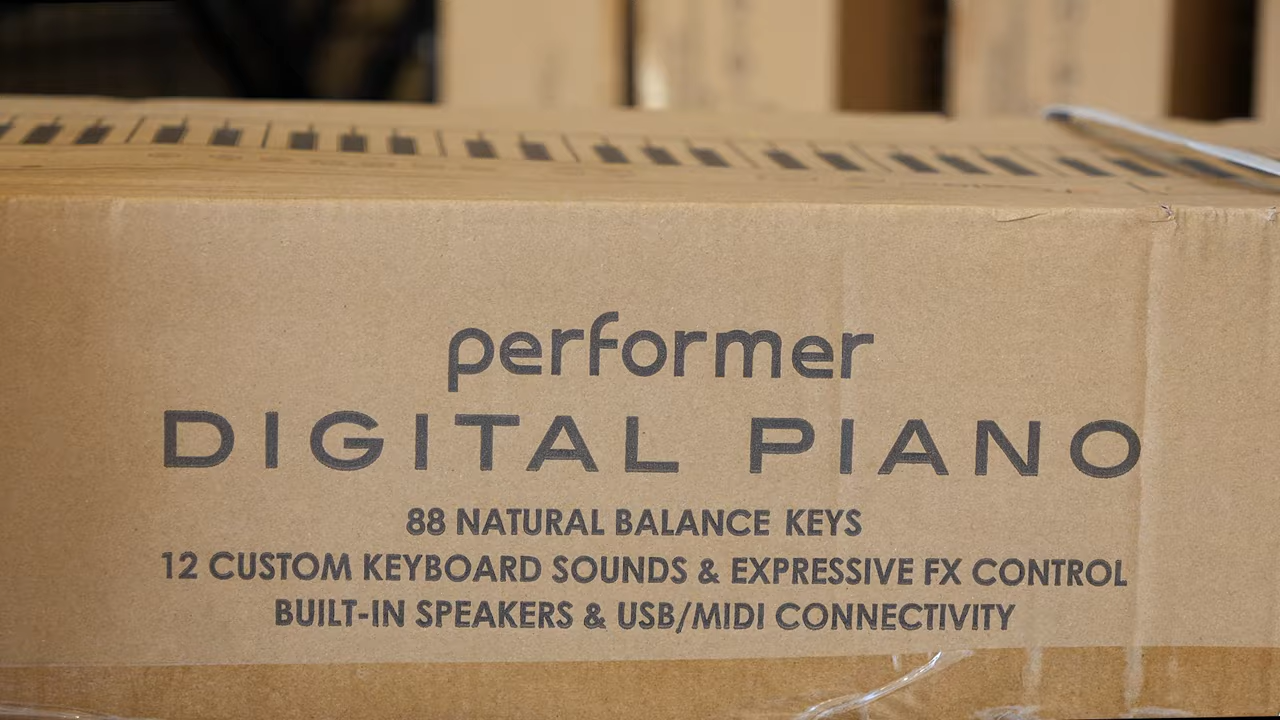 performer
DIGITAL PIANO
88 NATURAL BALANCE KEYS
12 CUSTOM KEYBOARD SOUNDS & EXPRESSIVE FX CONTROL
BUILT-IN SPEAKERS & USB/MIDI CONNECTIVITY